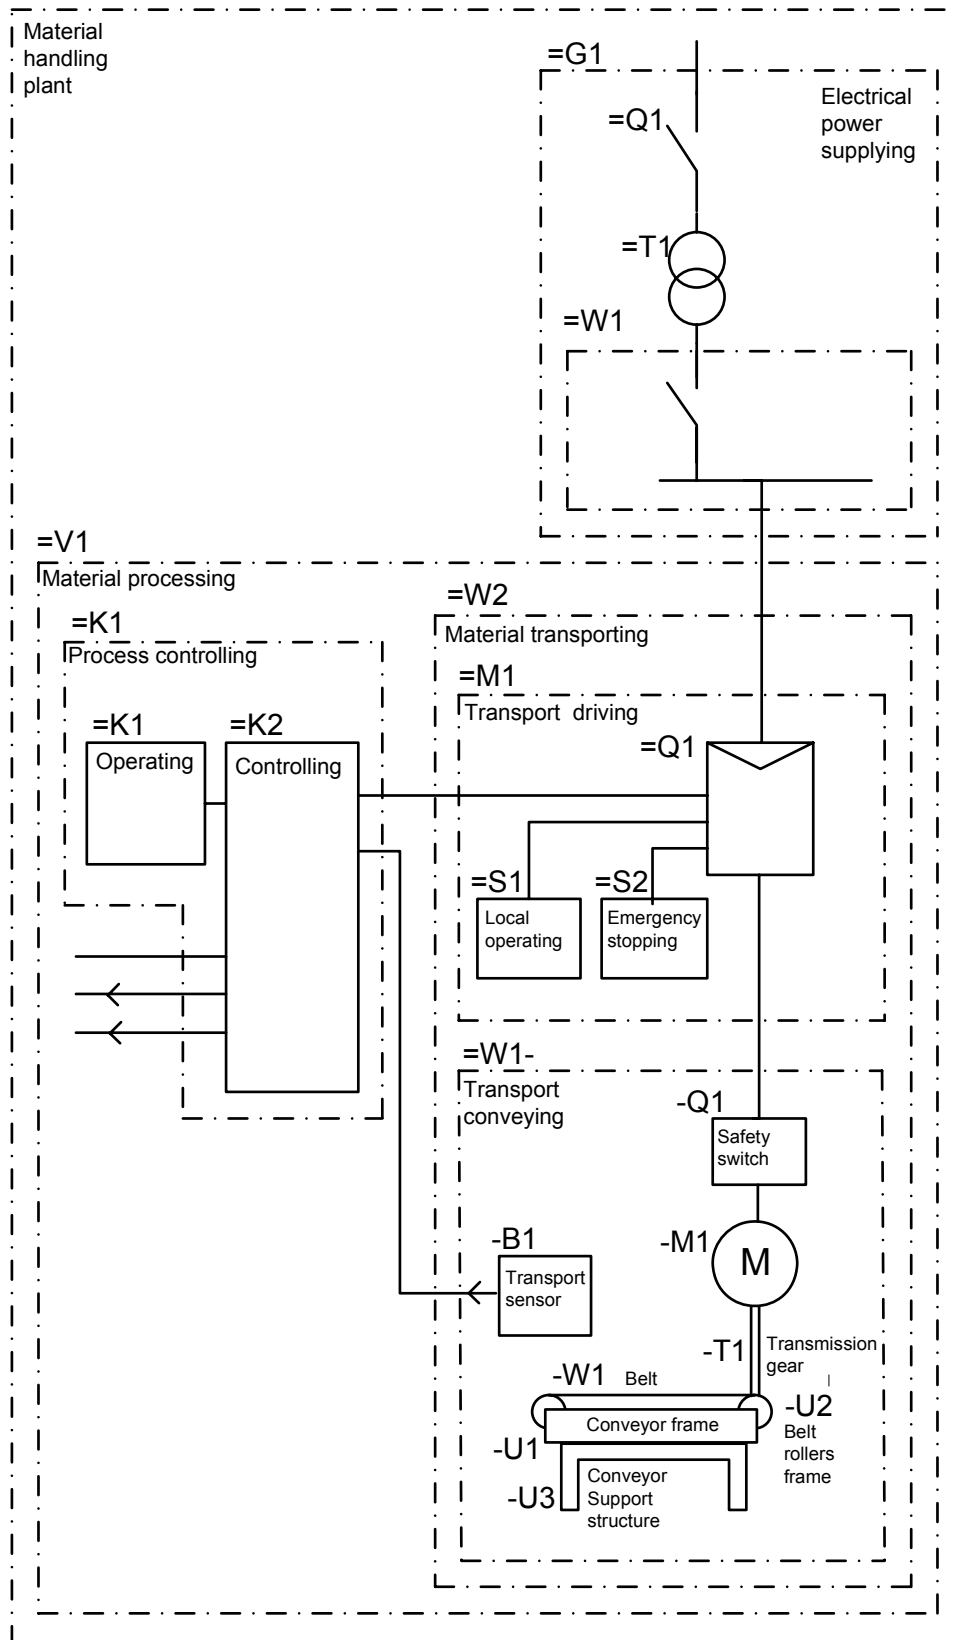 Material
handling
plant
=G1
Electrical
power
supplying
=Q1
=T1
=W1
=V1
Material processing
=K1
Process controlling
=K1
Operating
=K2
Controlling
=W2
Material transporting
=M1
Transport driving
=Q1
=S1
Local
operating
=S2
Emergency
stopping
=W1-
Transport
conveying
-Q1
Safety
switch
-M1
M
-B1
Transport
sensor
-T1
Transmission
gear
-W1
Belt
-U2
Belt
rollers
frame
Conveyor frame
-U1
-U3
Conveyor
Support
structure